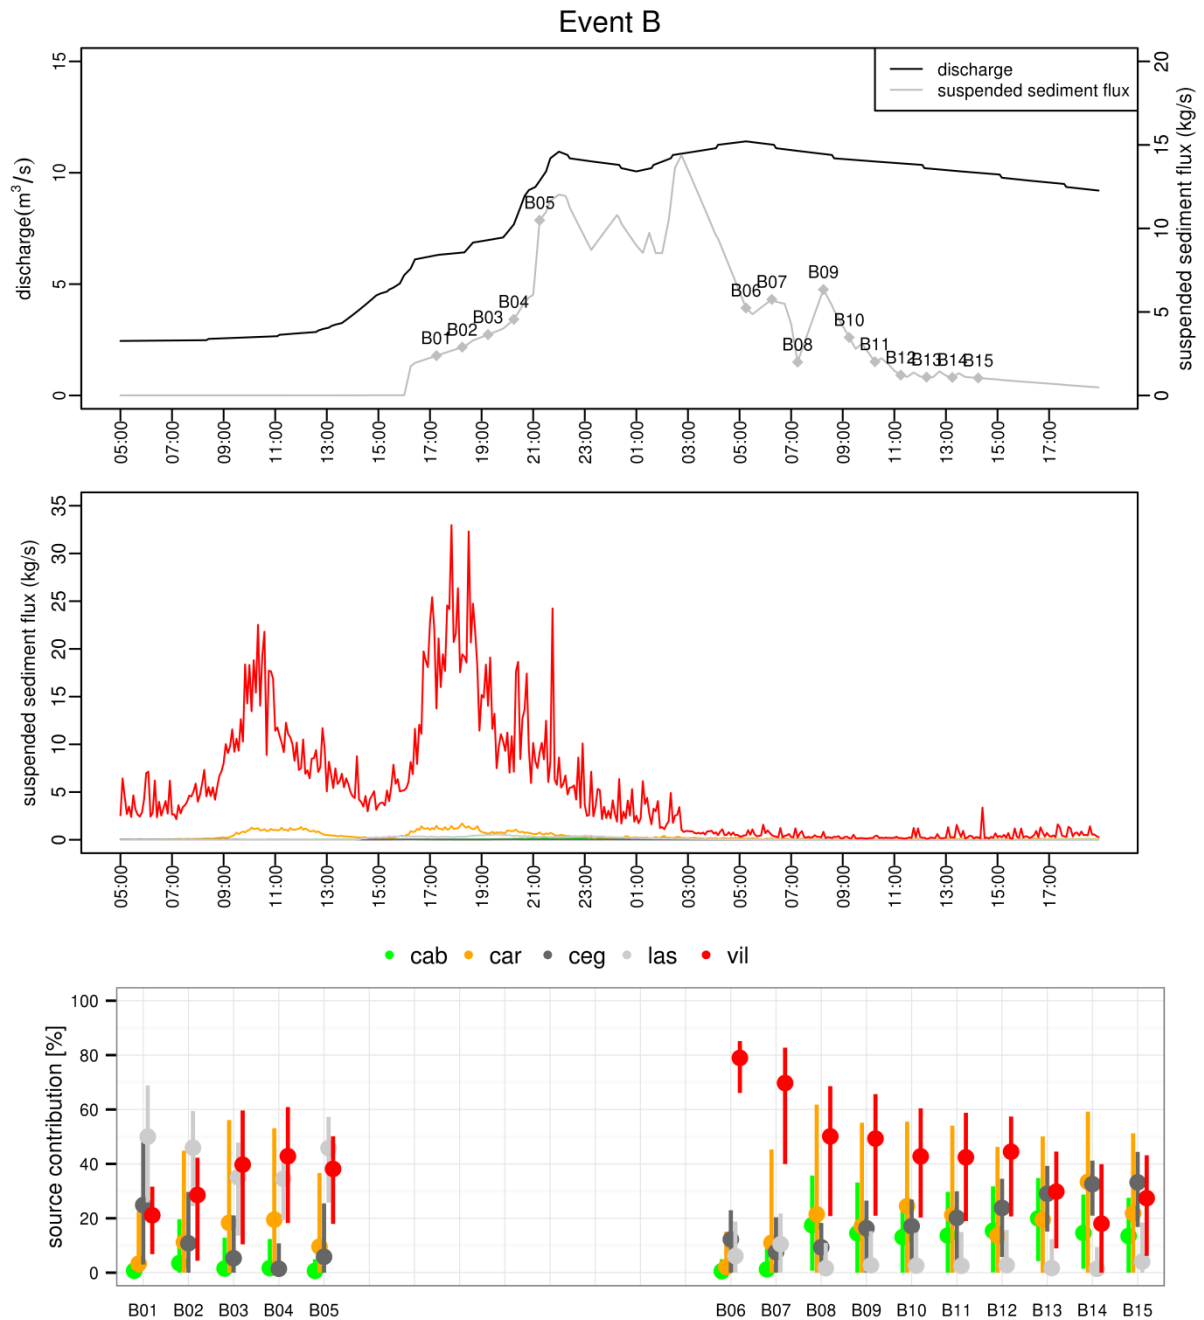 Event B
discharge
suspended sediment flux
discharge(m³/s)
0
5
10
15
suspended sediment flux (kg/s)
0
5
10
15
20
B01
B02
B03
B04
B05
B06
B07
B08
B09
B10
B11
B12
B13
B14
B15
05:00 07:00 09:00 11:00 13:00 15:00 17:00 19:00 21:00 23:00 01:00 03:00 05:00 07:00 09:00 11:00 13:00 15:00 17:00
suspended sediment flux (kg/s)
0
5
10
15
20
25
30
35
05:00 07:00 09:00 11:00 13:00 15:00 17:00 19:00 21:00 23:00 01:00 03:00 05:00 07:00 09:00 11:00 13:00 15:00 17:00
cab car ceg las vil
source contribution [%]
100
80
60
40
20
0
B01 B02 B03 B04 B05 B06 B07 B08 B09 B10 B11 B12 B13 B14 B15